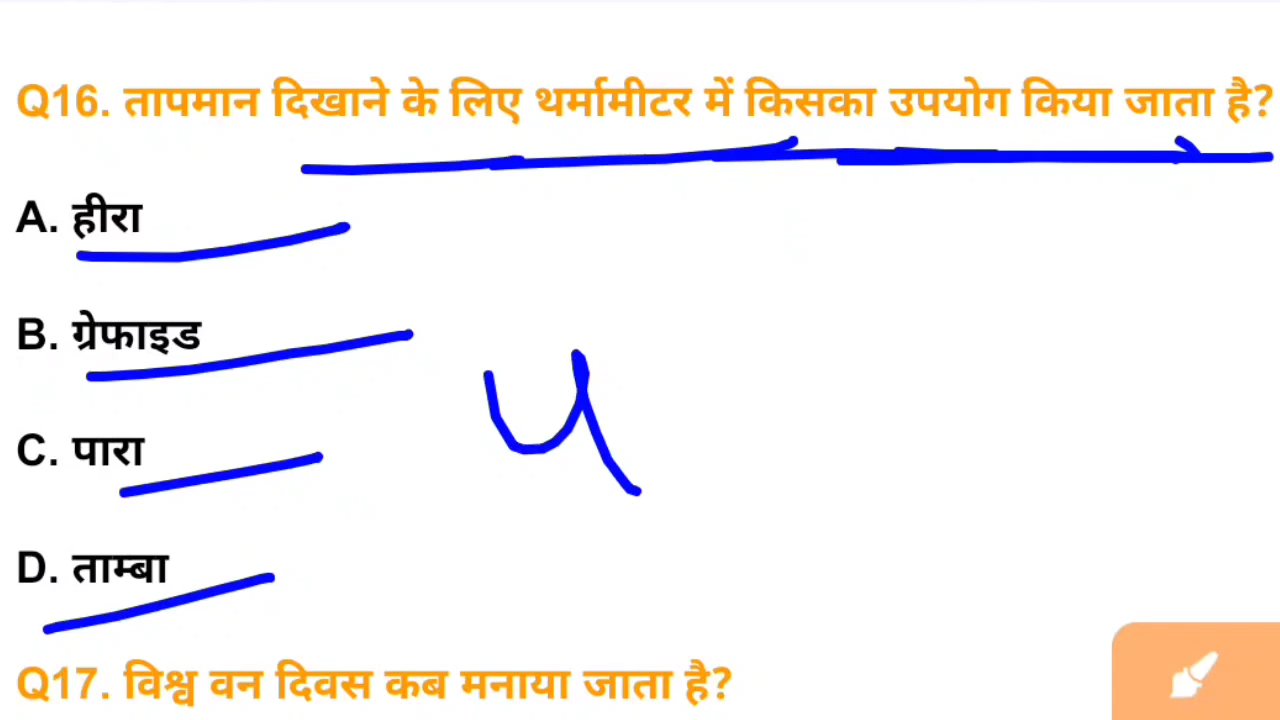 Q16. तापमान दिखाने के लिए थर्मामीटर में किसका उपयोग किया जाता है?
A. हीरा
B. ग्रेफाइड
C. पारा
D. ताम्बा
Q17. विश्व वन दिवस कब मनाया जाता है?